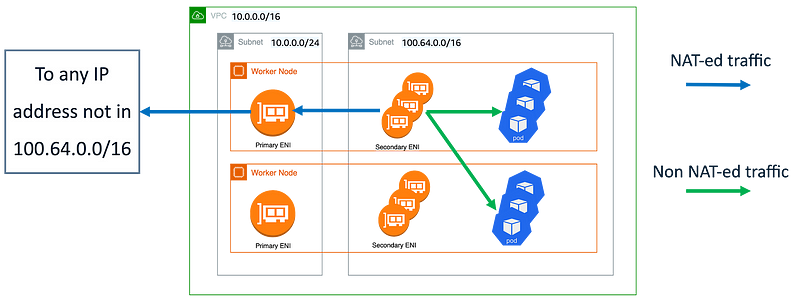 VPC 10.0.0.0/16
Subnet 10.0.0.0/24
Subnet 100.64.0.0/16
To any IP
address not in
100.64.0.0/16
Worker Node
Primary ENI
Secondary ENI
pod
Worker Node
Primary ENI
Secondary ENI
pod
NAT-ed traffic
Non NAT-ed traffic